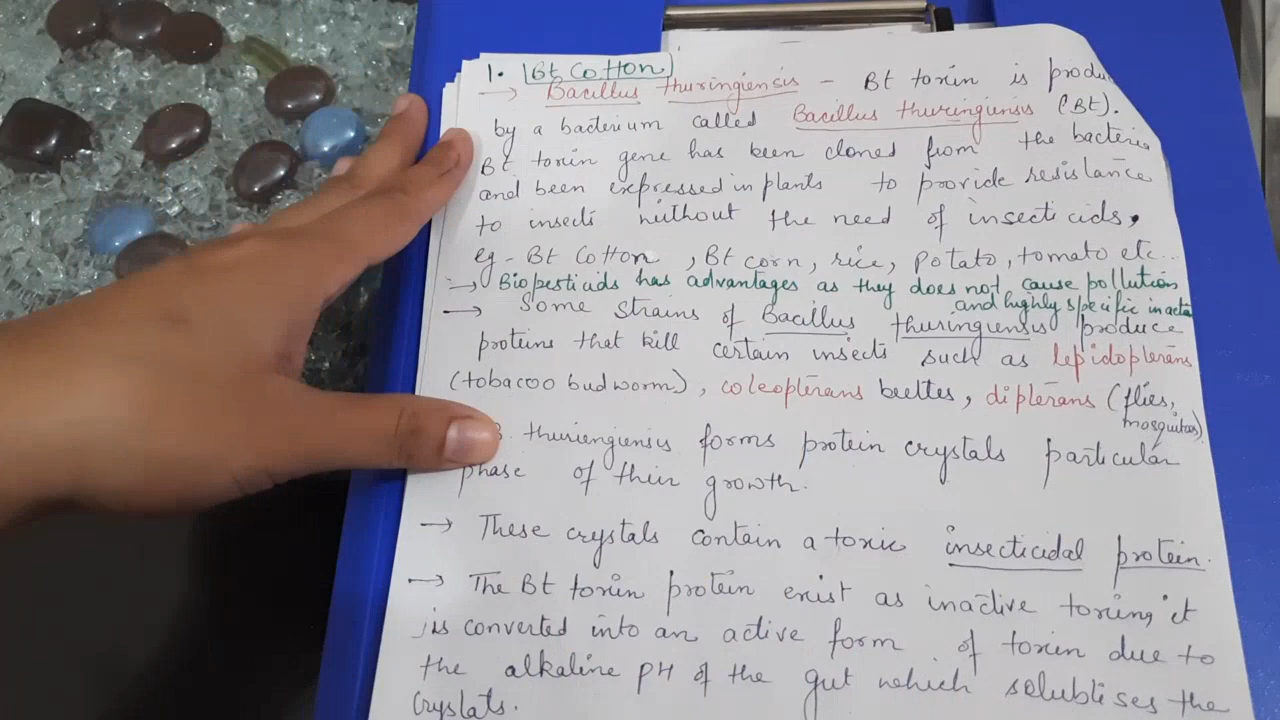 1. Bt Cotton
→ Bacillus thuringiensis - Bt toxin is produ
by a bacterium called Bacillus thuringiensis (Bt).
Bt toxin gene has been cloned from the bacteria
and been expressed in plants to provide resistance
to insects without the need of insecticids.
eg - Bt Cotton, Bt corn, rice, potato, tomato etc...
→ Biopesticids has advantages as they does not cause pollution
and highly specific in acta
→ Some strains of Bacillus thuringiensis produce
proteins that kill certain insects such as lepidopterans
(tobacoo budworm), coleopterans beettes, dipterans (flies,
mosquitos)
thuriengiensis forms protein crystals particular
phase of their growth.
→ These crystals contain a toxic insecticidal protein.
→ The Bt toxin protein exist as inactive toxins, it
is converted into an active form of toxin due to
the alkaline pH of the gut which solubtises the
crystals.